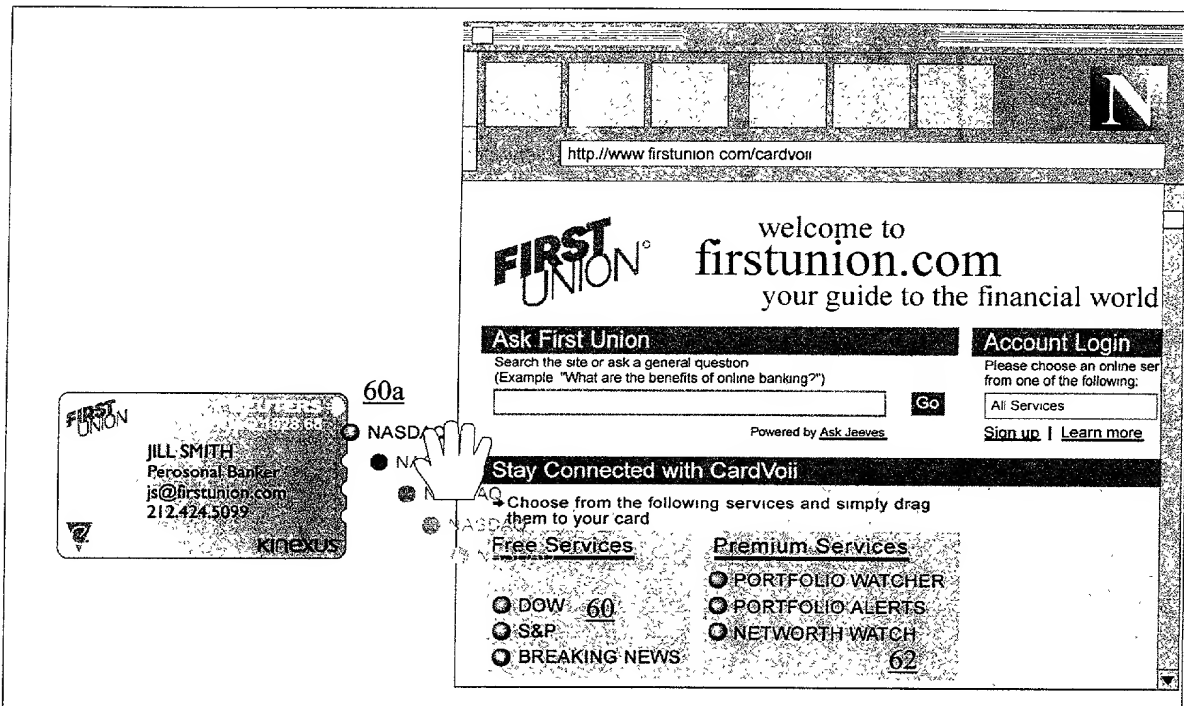 http.//www firstunion com/cardvoii
FIRST
UNION
welcome to
firstunion.com
your guide to the financial world
Ask First Union
Search the site or ask a general question
(Example "What are the benefits of online banking?")
Go
Powered by Ask Jeeves
Account Login
Please choose an online ser
from one of the following:
All Services
Sign up | Learn more
60a
FIRST
UNION
JILL SMITH
Perosonal Banker
js@firstunion.com
212.424.5099
KINEXUS
NASDAQ
NASDAQ
Stay Connected with CardVoii
Choose from the following services and simply drag
them to your card
Free Services
DOW 60
S&P
BREAKING NEWS
Premium Services
PORTFOLIO WATCHER
PORTFOLIO ALERTS
NETWORTH WATCH
62
N